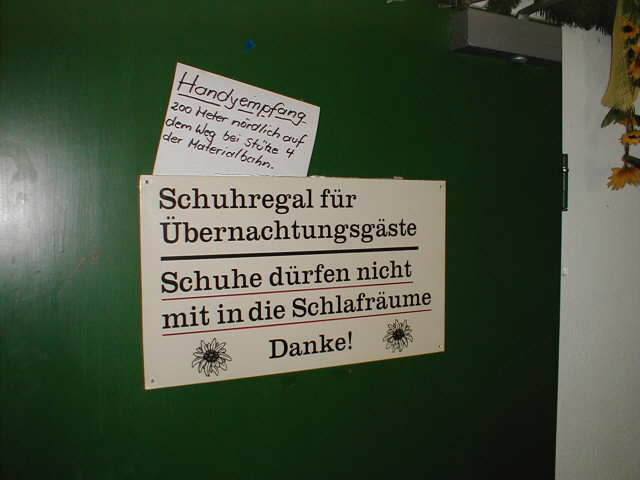 Handyempfang
200 Meter nördlich auf
dem Weg bei Stütze 4
der Materialbahn.
Schuhregal für
Übernachtungsgäste
Schuhe dürfen nicht
mit in die Schlafräume
Danke!